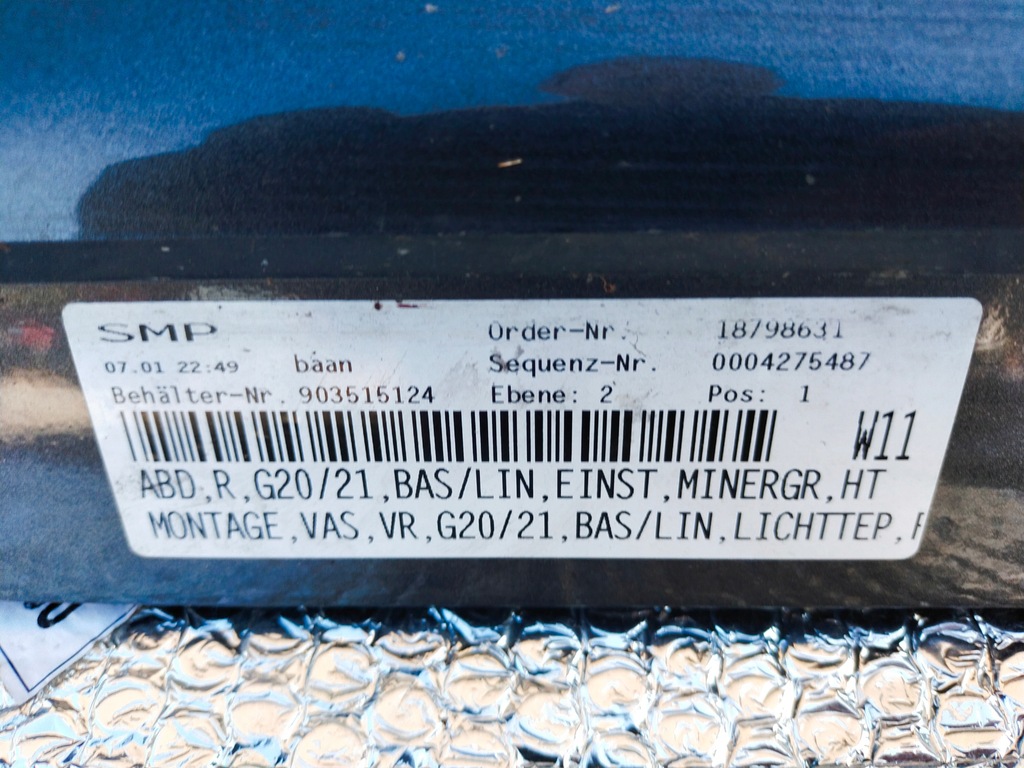 SMP Order-Nr. 18798631
07.01 22:49 baan Sequenz-Nr. 0004275487
Behälter-Nr. 903515124 Ebene: 2 Pos: 1
W11
ABD,R,G20/21,BAS/LIN,EINST,MINERGR,HT
MONTAGE,VAS,VR,G20/21,BAS/LIN,LICHTTEP,